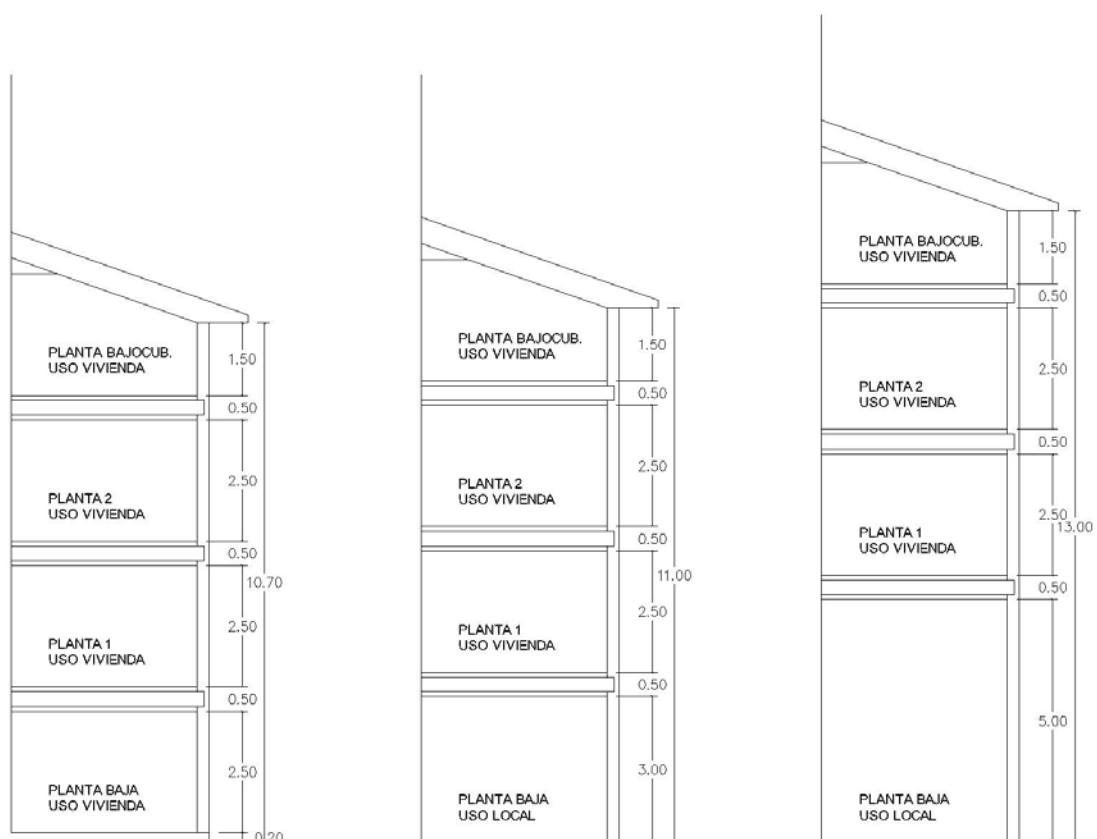 PLANTA BAJOCUB.
USO VIVIENDA
1.50
0.50
PLANTA 2
USO VIVIENDA
2.50
0.50
10.70
PLANTA 1
USO VIVIENDA
2.50
0.50
PLANTA BAJA
USO VIVIENDA
2.50
0.20
PLANTA BAJOCUB.
USO VIVIENDA
1.50
0.50
PLANTA 2
USO VIVIENDA
2.50
0.50
11.00
PLANTA 1
USO VIVIENDA
2.50
0.50
PLANTA BAJA
USO LOCAL
3.00
PLANTA BAJOCUB.
USO VIVIENDA
1.50
0.50
PLANTA 2
USO VIVIENDA
2.50
0.50
PLANTA 1
USO VIVIENDA
2.50
13.00
0.50
PLANTA BAJA
USO LOCAL
5.00